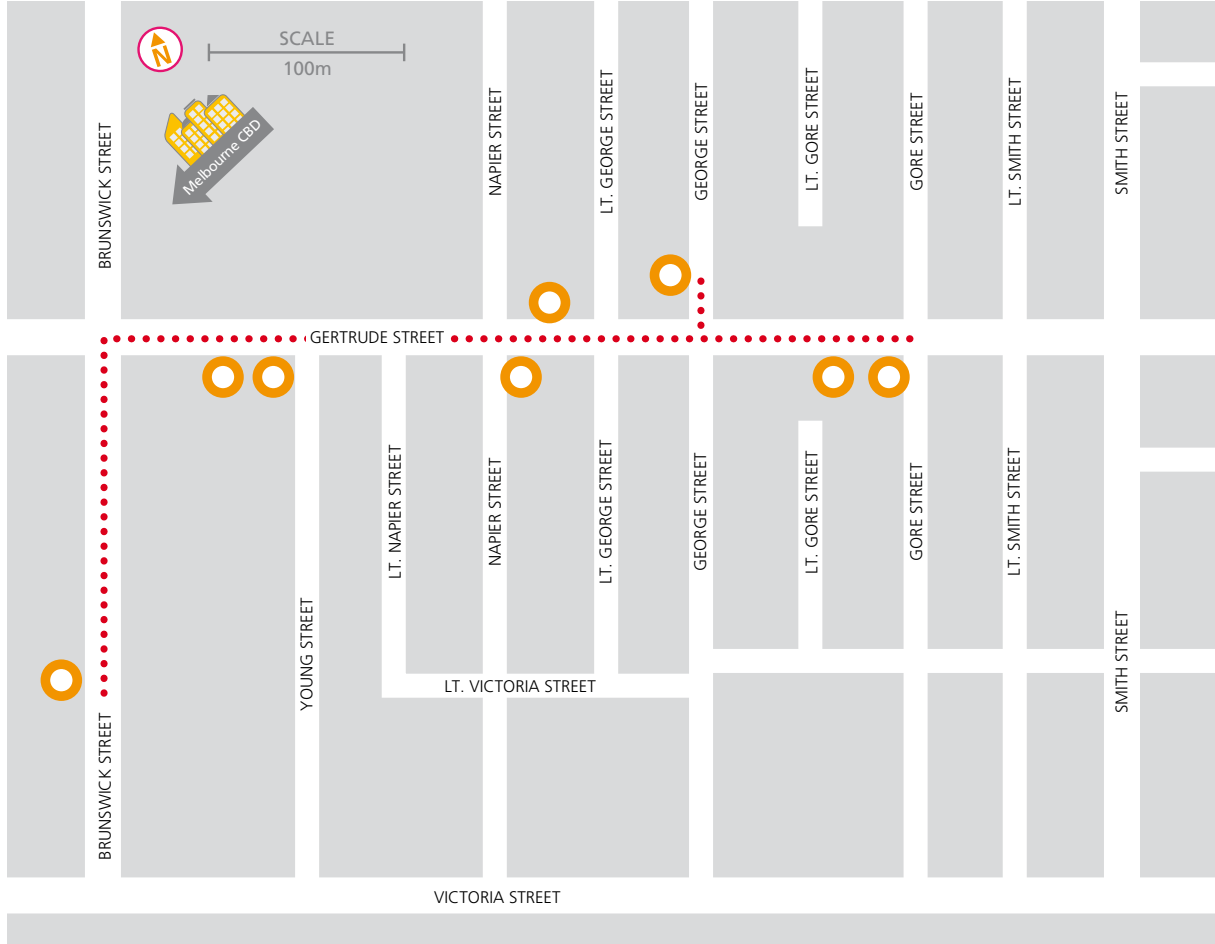 SCALE
100m
N
Melbourne CBD
BRUNSWICK STREET
NAPIER STREET
LT. GEORGE STREET
GEORGE STREET
LT. GORE STREET
GORE STREET
LT. SMITH STREET
SMITH STREET
GERTRUDE STREET
LT. NAPIER STREET
NAPIER STREET
LT. GEORGE STREET
GEORGE STREET
LT. GORE STREET
GORE STREET
LT. SMITH STREET
YOUNG STREET
SMITH STREET
LT. VICTORIA STREET
BRUNSWICK STREET
VICTORIA STREET